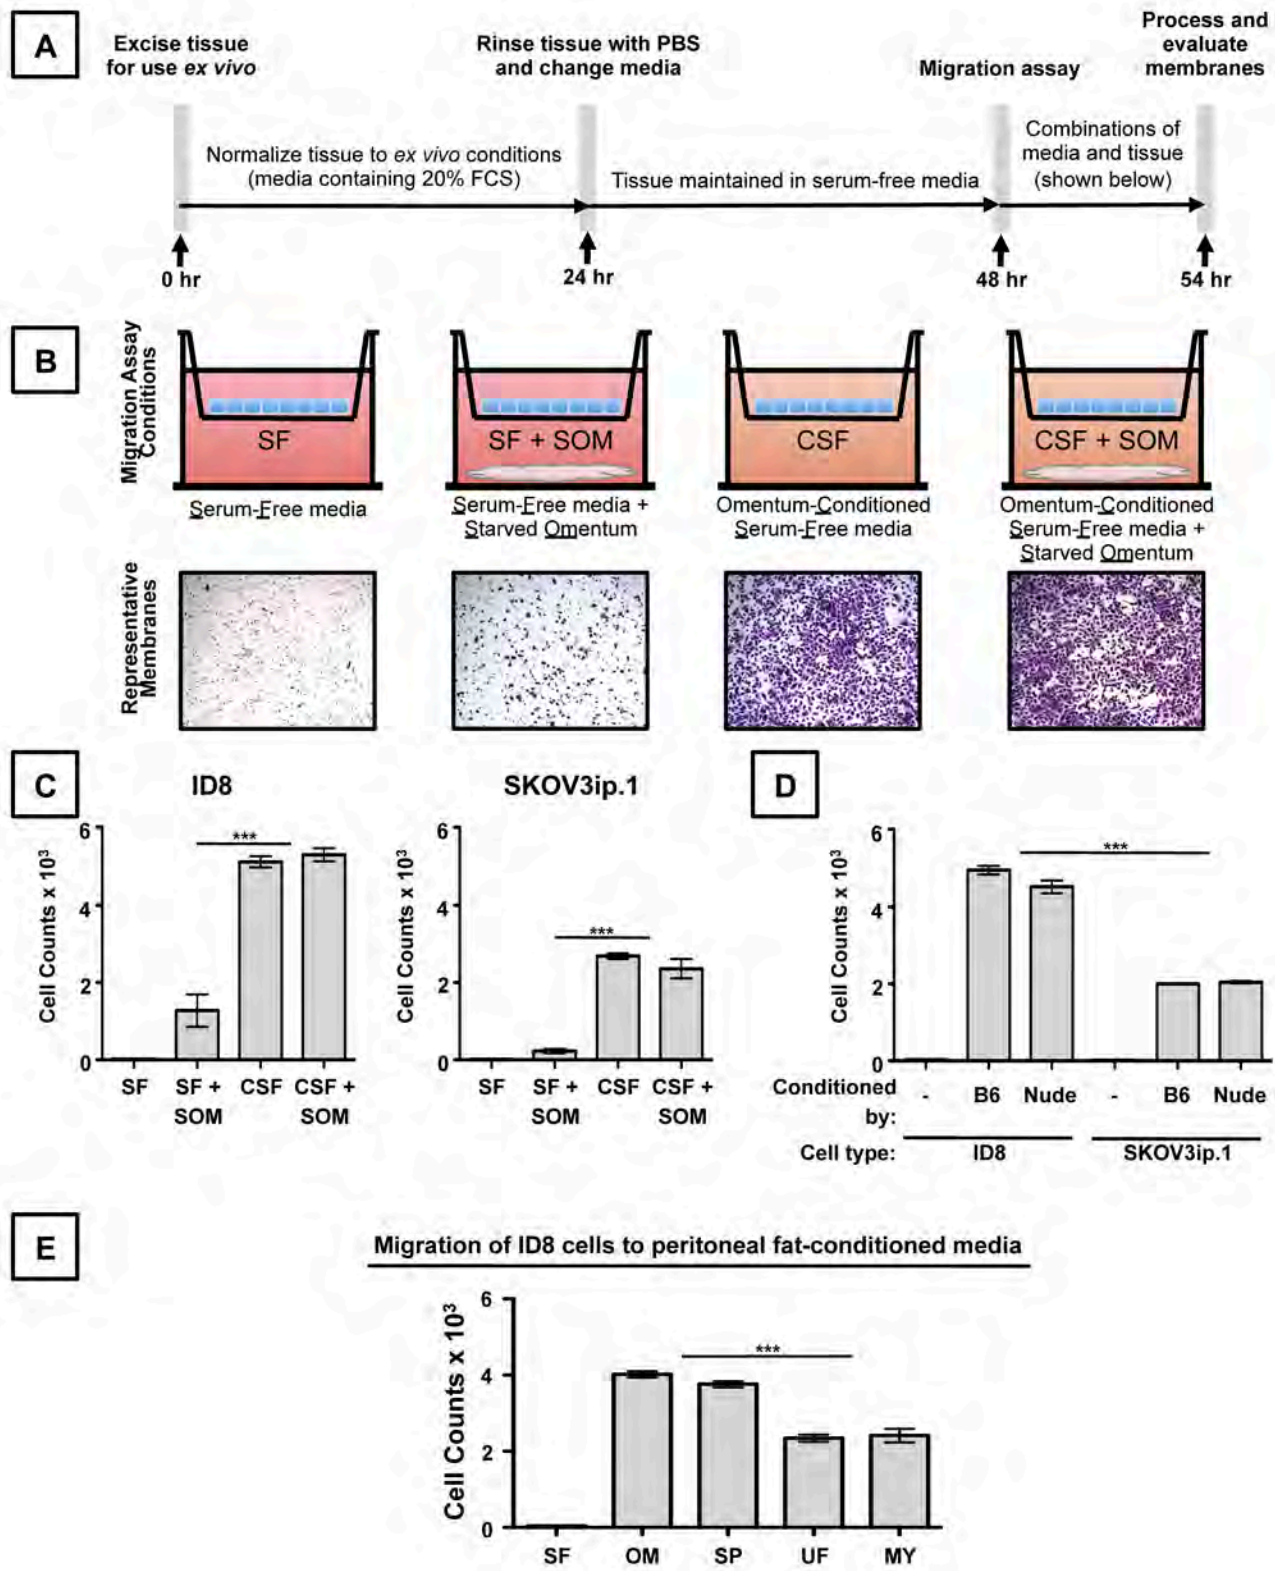 A
Excise tissue
for use ex vivo
Rinse tissue with PBS
and change media
Migration assay
Process and
evaluate
membranes
Normalize tissue to ex vivo conditions
(media containing 20% FCS)
Tissue maintained in serum-free media
Combinations of
media and tissue
(shown below)
0 hr
24 hr
48 hr
54 hr
B
Migration Assay
Conditions
SF
SF + SOM
CSF
CSF + SOM
Serum-Free media
Serum-Free media +
Starved Omentum
Omentum-Conditioned
Serum-Free media
Omentum-Conditioned
Serum-Free media +
Starved Omentum
Representative
Membranes
C
ID8
Cell Counts x 10³
6
4
2
0
***
SF
SF +
SOM
CSF
CSF +
SOM
SKOV3ip.1
Cell Counts x 10³
6
4
2
0
***
SF
SF +
SOM
CSF
CSF +
SOM
D
Cell Counts x 10³
6
4
2
0
***
Conditioned
by:
-
B6
Nude
-
B6
Nude
Cell type:
ID8
SKOV3ip.1
E
Migration of ID8 cells to peritoneal fat-conditioned media
Cell Counts x 10³
6
4
2
0
***
SF
OM
SP
UF
MY